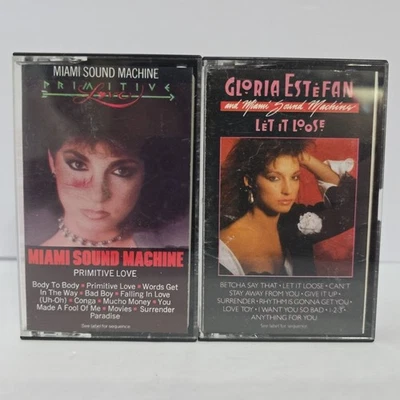 MIAMI SOUND MACHINE
PRIMITIVE
Love
MIAMI SOUND MACHINE
PRIMITIVE LOVE
Body To Body • Primitive Love • Words Get
In The Way • Bad Boy • Falling In Love
(Uh-Oh) • Conga • Mucho Money • You
Made A Fool Of Me • Movies • Surrender
Paradise
See label for sequence
GLORIA ESTEFAN
and Miami Sound Machine
LET IT LOOSE
BETCHA SAY THAT • LET IT LOOSE • CAN'T
STAY AWAY FROM YOU • GIVE IT UP •
SURRENDER • RHYTHM IS GONNA GET YOU •
LOVE TOY • I WANT YOU SO BAD • 1-2-3 •
ANYTHING FOR YOU
See label for sequence